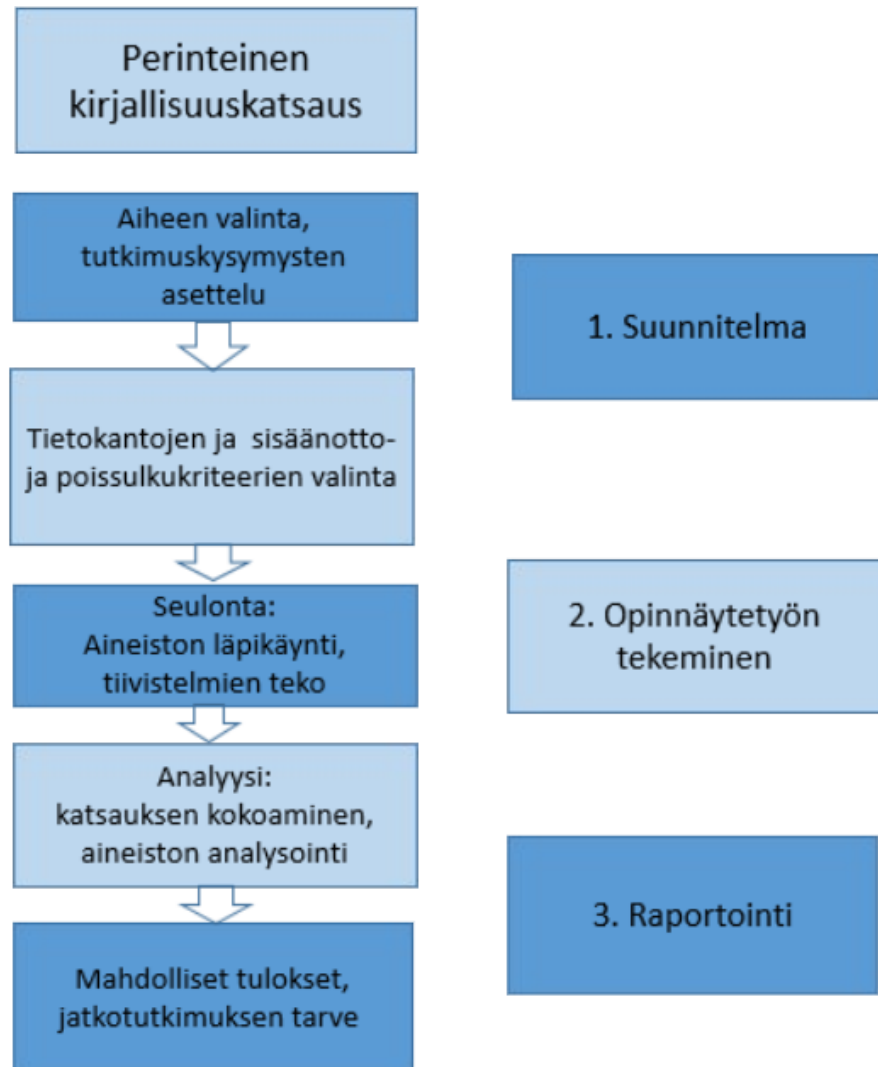 Perinteinen
kirjallisuuskatsaus
Aiheen valinta,
tutkimuskysymysten
asettelu
Tietokantojen ja sisäänotto-
ja poissulkukriteerien valinta
Seulonta:
Aineiston läpikäynti,
tiivistelmien teko
Analyysi:
katsauksen kokoaminen,
aineiston analysointi
Mahdolliset tulokset,
jatkotutkimuksen tarve
1. Suunnitelma
2. Opinnäytetyön
tekeminen
3. Raportointi